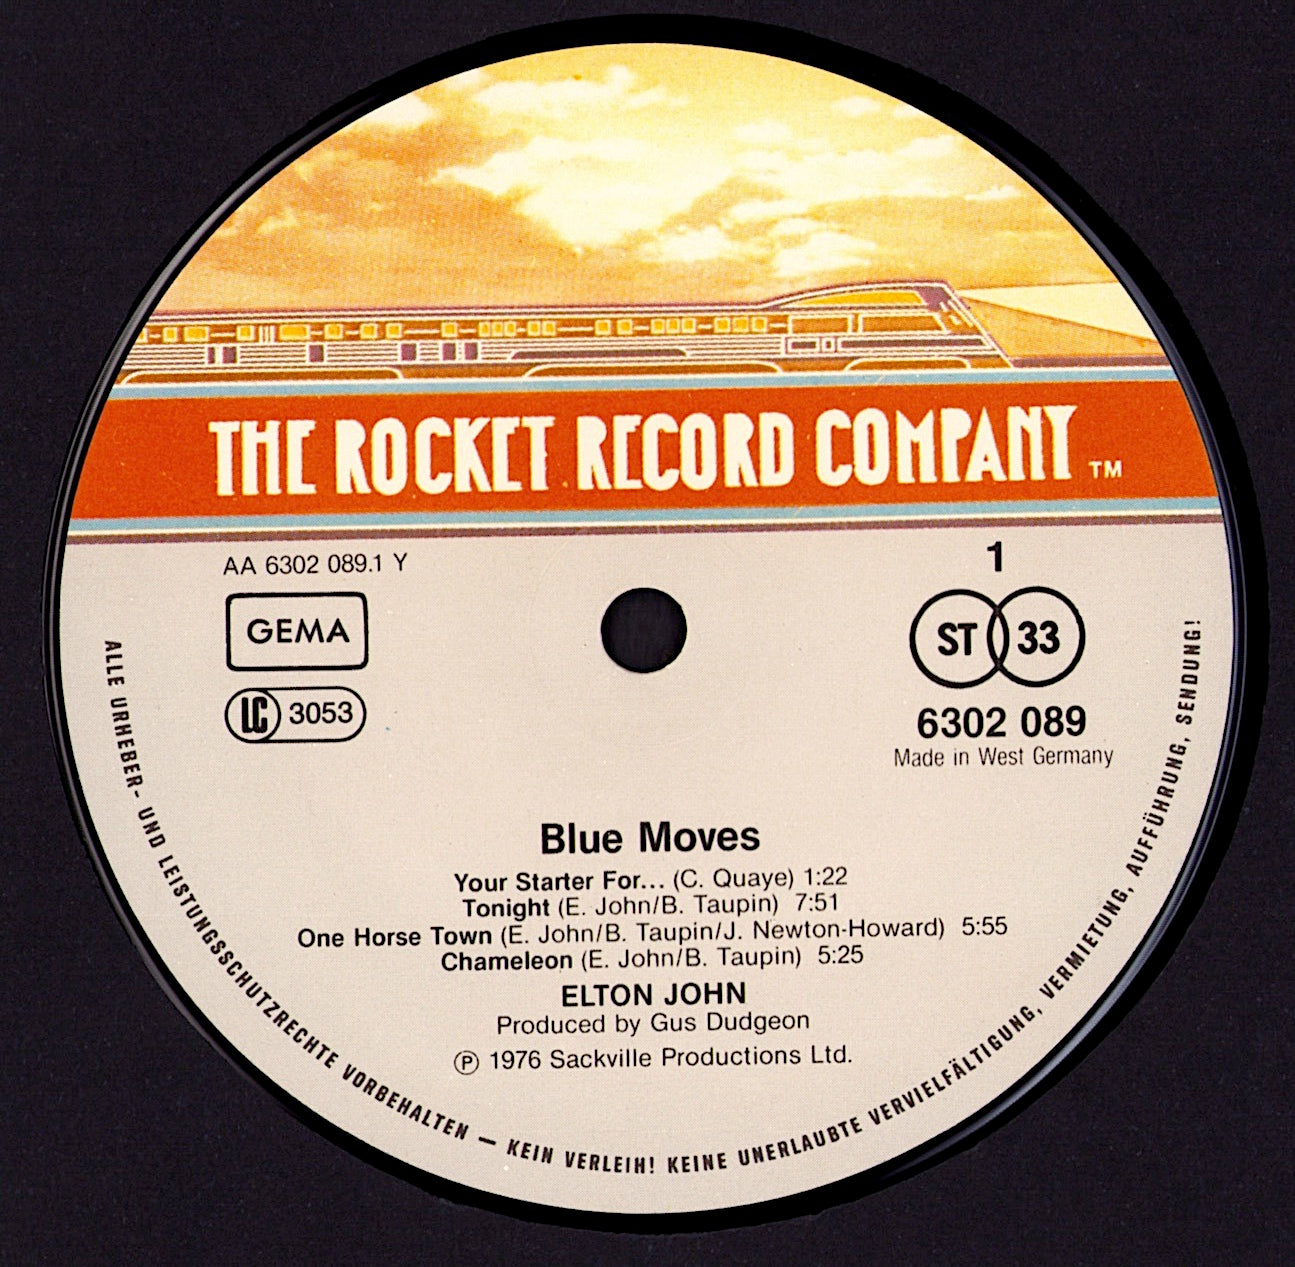 THE ROCKET RECORD COMPANY ™
AA 6302 089.1 Y
GEMA
LC 3053
1
ST 33
6302 089
Made in West Germany
Blue Moves
Your Starter For... (C. Quaye) 1:22
Tonight (E. John/B. Taupin) 7:51
One Horse Town (E. John/B. Taupin/J. Newton-Howard) 5:55
Chameleon (E. John/B. Taupin) 5:25
ELTON JOHN
Produced by Gus Dudgeon
℗ 1976 Sackville Productions Ltd.
ALLE URHEBER- UND LEISTUNGSSCHUTZRECHTE VORBEHALTEN — KEIN VERLEIH! KEINE UNERLAUBTE VERVIELFÄLTIGUNG, VERMIETUNG, AUFFÜHRUNG, SENDUNG!